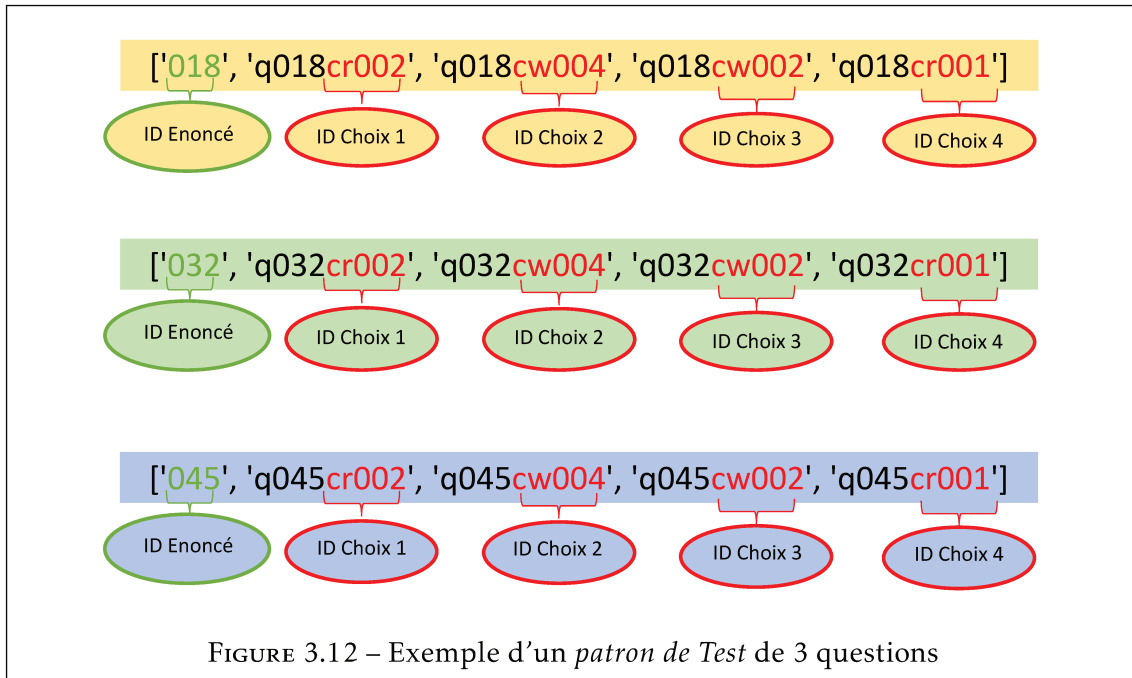 ['018', 'q018cr002', 'q018cw004', 'q018cw002', 'q018cr001']
ID Enoncé ID Choix 1 ID Choix 2 ID Choix 3 ID Choix 4
['032', 'q032cr002', 'q032cw004', 'q032cw002', 'q032cr001']
ID Enoncé ID Choix 1 ID Choix 2 ID Choix 3 ID Choix 4
['045', 'q045cr002', 'q045cw004', 'q045cw002', 'q045cr001']
ID Enoncé ID Choix 1 ID Choix 2 ID Choix 3 ID Choix 4
FIGURE 3.12 – Exemple d’un patron de Test de 3 questions